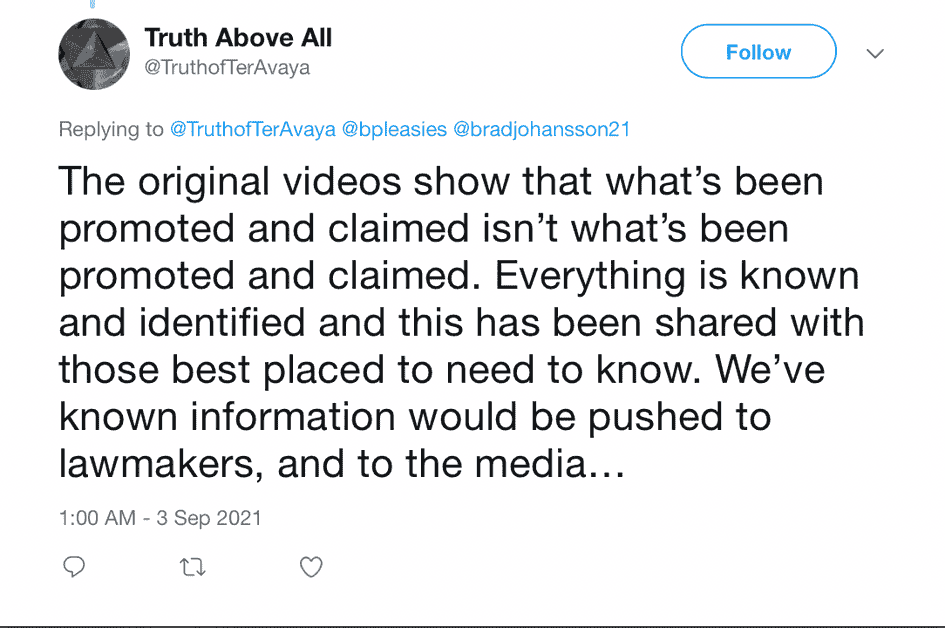 Truth Above All
@TruthofTerAvaya
Follow
Replying to @TruthofTerAvaya @bpleasies @bradjohansson21
The original videos show that what’s been
promoted and claimed isn’t what’s been
promoted and claimed. Everything is known
and identified and this has been shared with
those best placed to need to know. We’ve
known information would be pushed to
lawmakers, and to the media...
1:00 AM - 3 Sep 2021